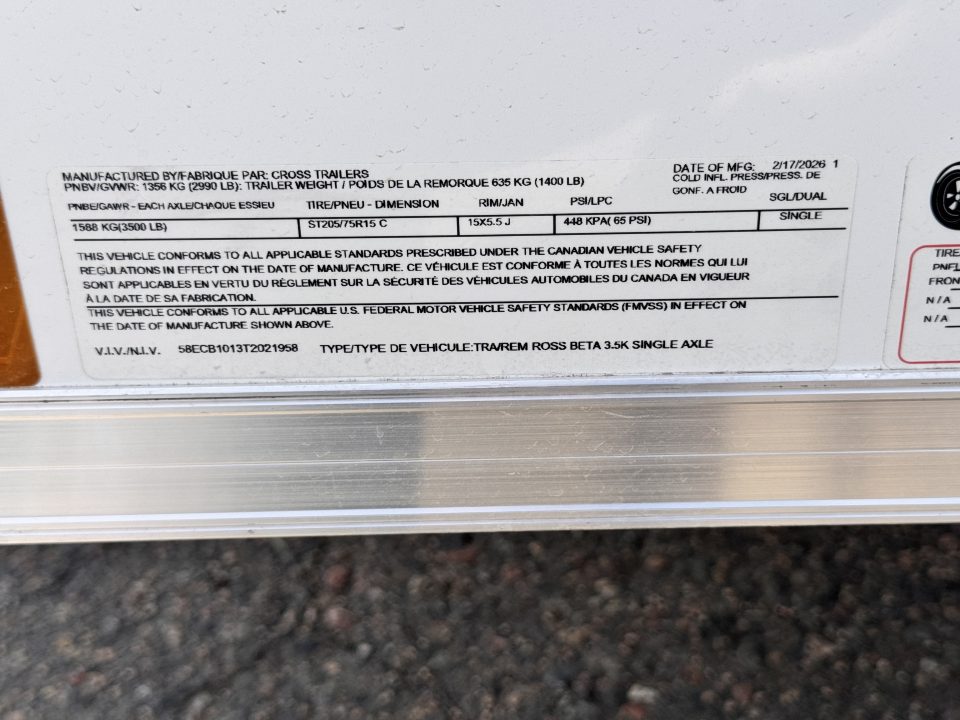 MANUFACTURED BY/FABRIQUE PAR: CROSS TRAILERS
DATE OF MFG: 2/17/2026 1
PNBV/GVWR: 1356 KG (2990 LB): TRAILER WEIGHT / POIDS DE LA REMORQUE 635 KG (1400 LB)
COLD INFL. PRESS/PRESS. DE
GONF. A FROID
PNBE/GAWR - EACH AXLE/CHAQUE ESSIEU TIRE/PNEU - DIMENSION RIM/JAN PSI/LPC SGL/DUAL
1588 KG(3500 LB) ST205/75R15 C 15X5.5 J 448 KPA( 65 PSI) SINGLE
THIS VEHICLE CONFORMS TO ALL APPLICABLE STANDARDS PRESCRIBED UNDER THE CANADIAN VEHICLE SAFETY
REGULATIONS IN EFFECT ON THE DATE OF MANUFACTURE. CE VÉHICULE EST CONFORME À TOUTES LES NORMES QUI LUI
SONT APPLICABLES EN VERTU DU RÈGLEMENT SUR LA SÉCURITÉ DES VÉHICULES AUTOMOBILES DU CANADA EN VIGUEUR
À LA DATE DE SA FABRICATION.
THIS VEHICLE CONFORMS TO ALL APPLICABLE U.S. FEDERAL MOTOR VEHICLE SAFETY STANDARDS (FMVSS) IN EFFECT ON
THE DATE OF MANUFACTURE SHOWN ABOVE.
V.I.V./N.I.V. 58ECB1013T2021958 TYPE/TYPE DE VEHICULE:TRA/REM ROSS BETA 3.5K SINGLE AXLE
TIRE
FRON
N/A
N/A